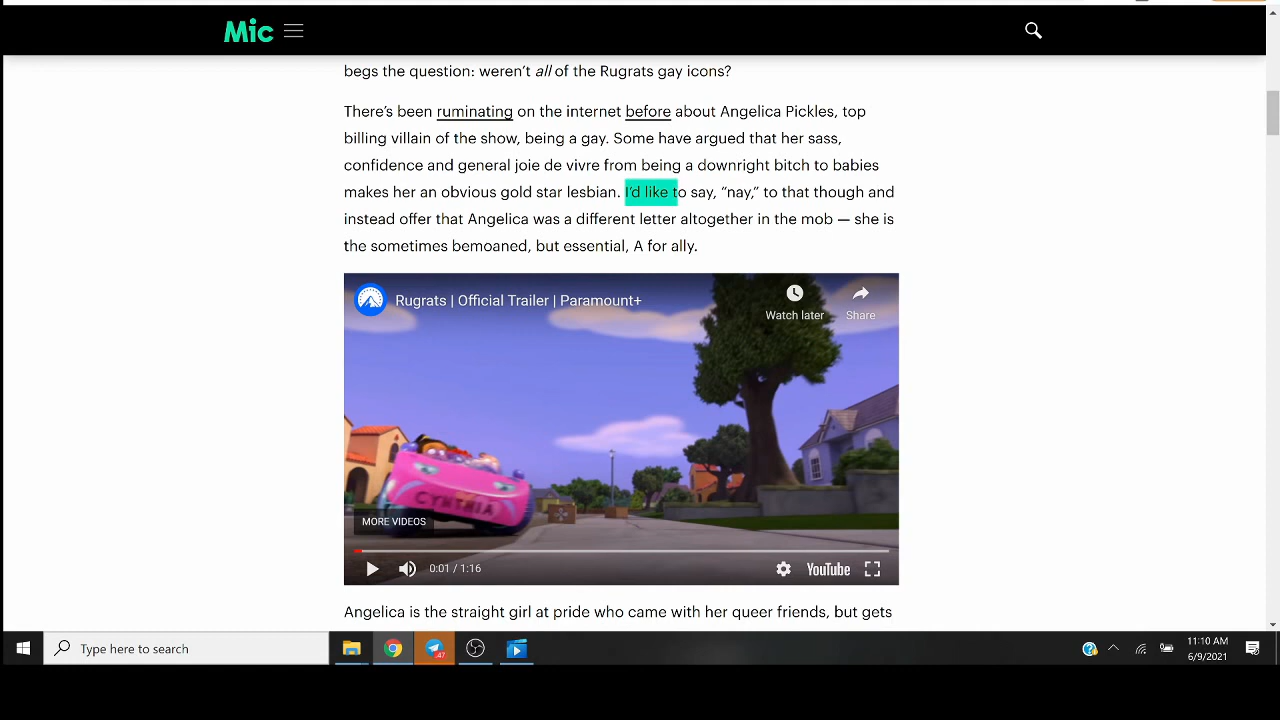 Mic
begs the question: weren't all of the Rugrats gay icons?
There's been ruminating on the internet before about Angelica Pickles, top
billing villain of the show, being a gay. Some have argued that her sass,
confidence and general joie de vivre from being a downright bitch to babies
makes her an obvious gold star lesbian. I'd like to say, “nay,” to that though and
instead offer that Angelica was a different letter altogether in the mob — she is
the sometimes bemoaned, but essential, A for ally.
Rugrats | Official Trailer | Paramount+
Watch later
Share
CYNTHIA
MORE VIDEOS
0:01 / 1:16
YouTube
Angelica is the straight girl at pride who came with her queer friends, but gets
Type here to search
47
11:10 AM
6/9/2021